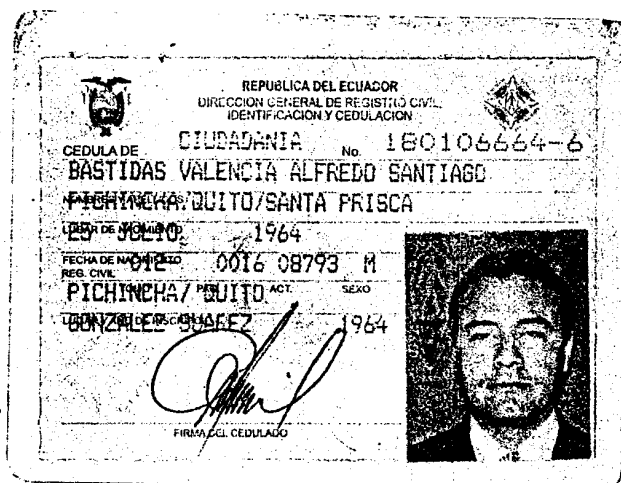 REPUBLICA DEL ECUADOR
DIRECCION GENERAL DE REGISTRO CIVIL
IDENTIFICACION Y CEDULACION
CEDULA DE CIUDADANIA No. 180106664-6
BASTIDAS VALENCIA ALFREDO SANTIAGO
PICHINCHA/QUITO/SANTA PRISCA
LUGAR DE NACIMIENTO
JULIO 1964
FECHA DE NACIMIENTO 0016 08793 M
REG. CIVIL
PICHINCHA/ QUITO ACT. SEXO
GONZALEZ SUAREZ 1964
FIRMA DEL CEDULADO